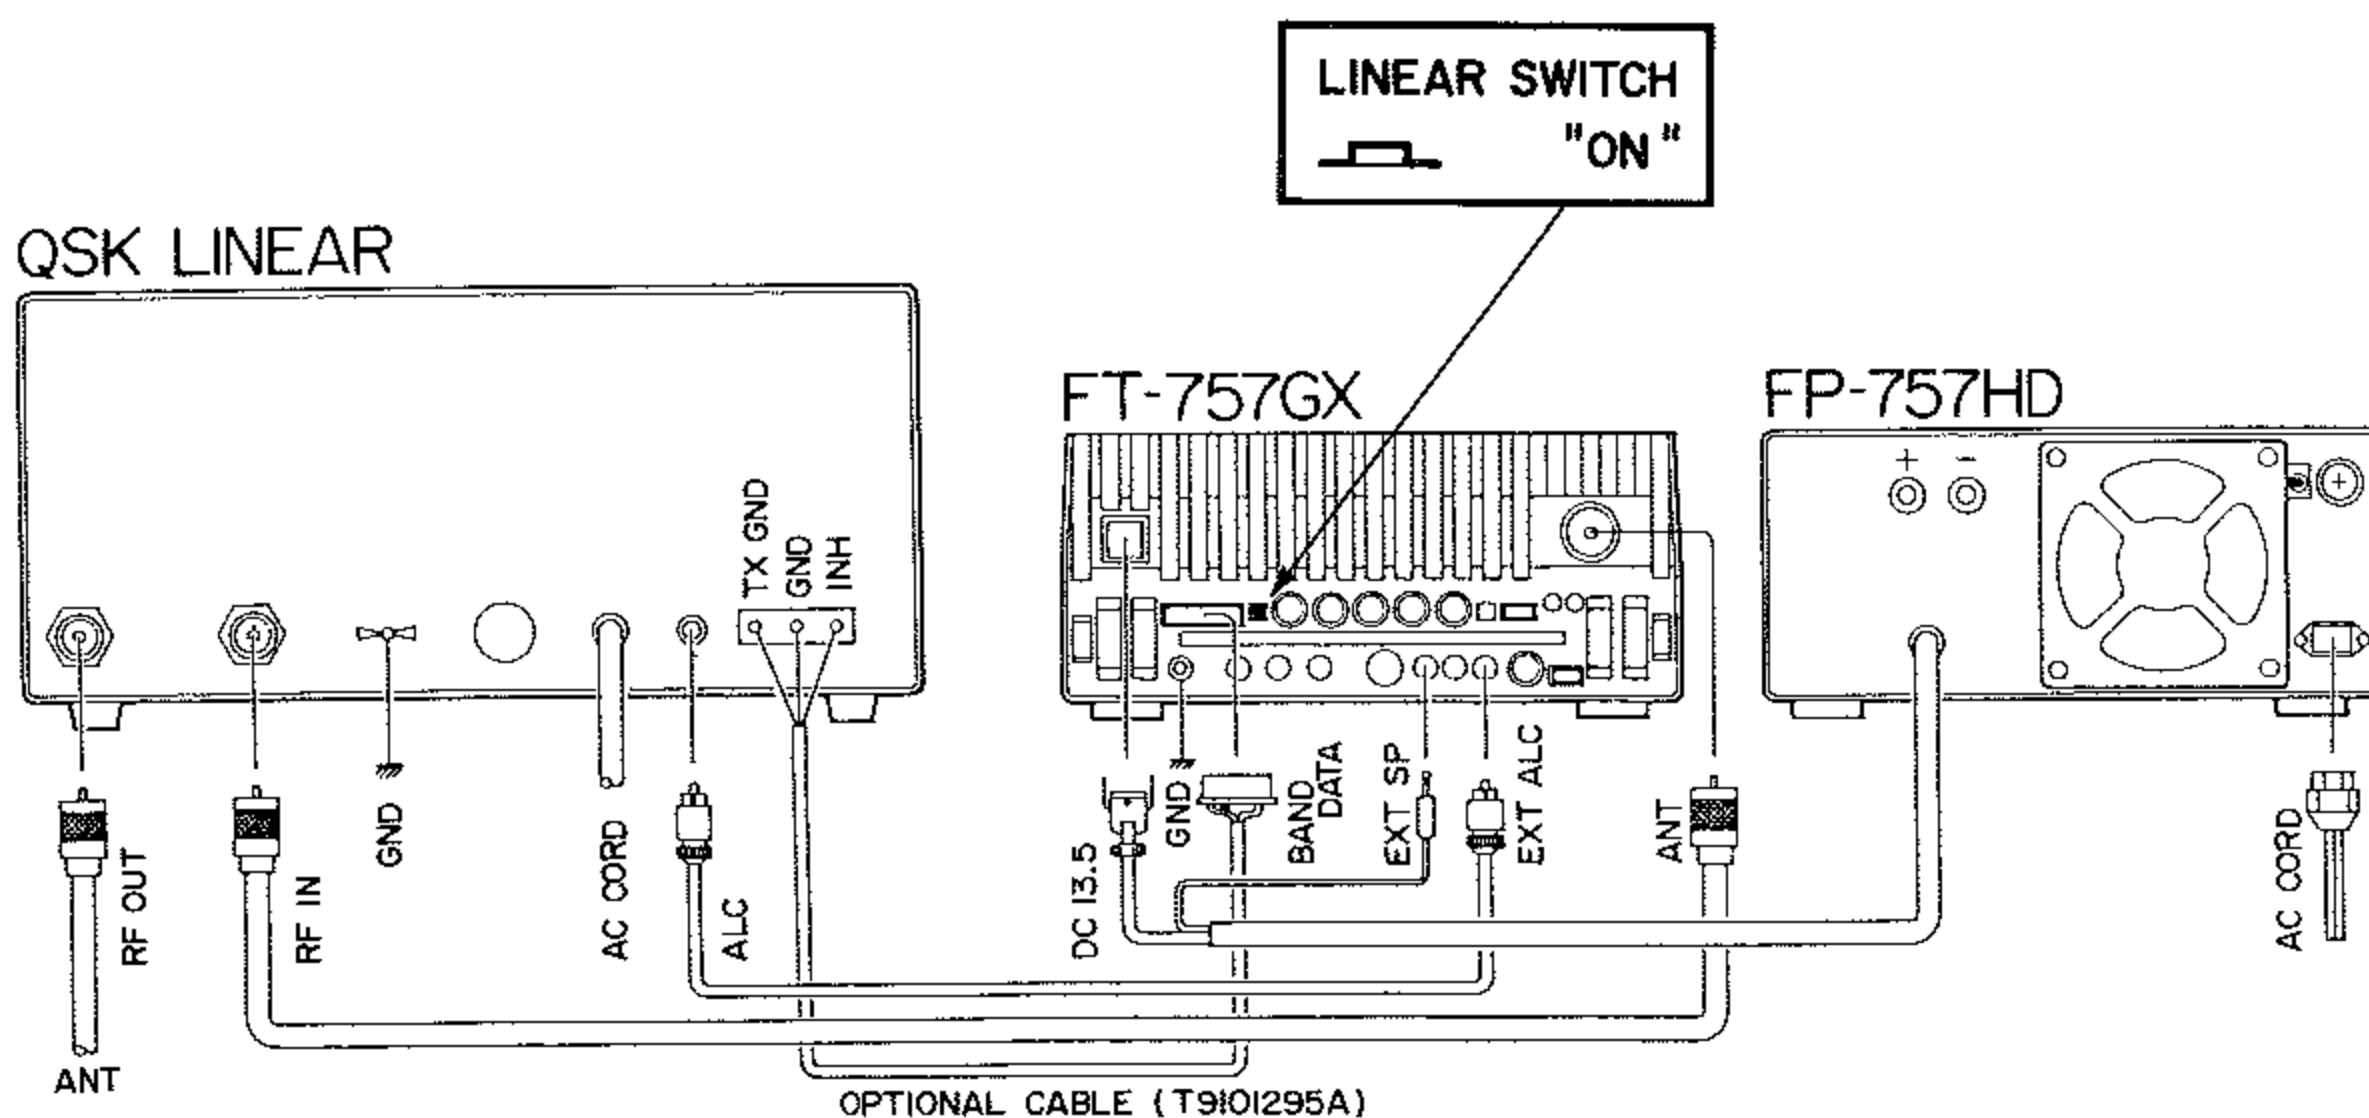 LINEAR SWITCH
"ON"
QSK LINEAR
FT-757GX
FP-757HD
+ -
TX GND
GND
INH
RF OUT
RF IN
GND
AC CORD
ALC
DC 13.5
GND
BAND
DATA
EXT SP
EXT ALC
ANT
AC CORD
ANT
OPTIONAL CABLE (T9101295A)